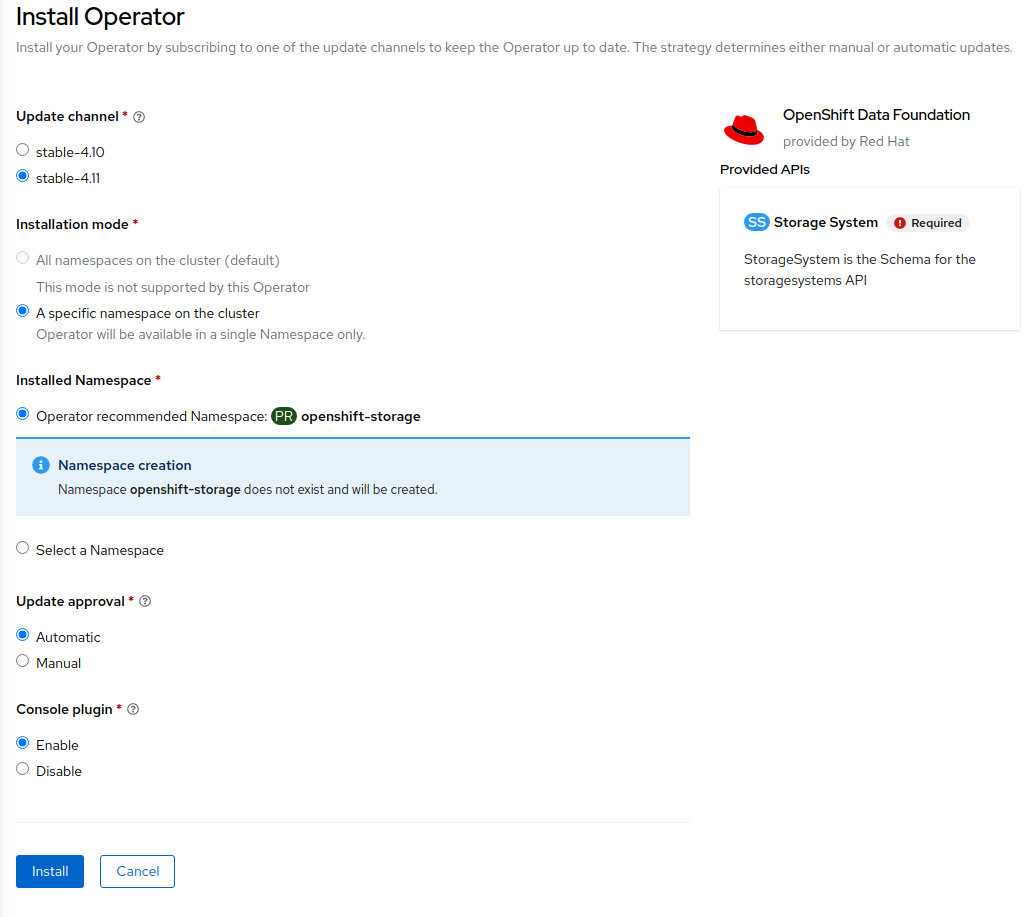 Install Operator
Install your Operator by subscribing to one of the update channels to keep the Operator up to date. The strategy determines either manual or automatic updates.
Update channel *
stable-4.10
stable-4.11
Installation mode *
All namespaces on the cluster (default)
This mode is not supported by this Operator
A specific namespace on the cluster
Operator will be available in a single Namespace only.
Installed Namespace *
Operator recommended Namespace: PR openshift-storage
Namespace creation
Namespace openshift-storage does not exist and will be created.
Select a Namespace
Update approval *
Automatic
Manual
Console plugin *
Enable
Disable
Install
Cancel
OpenShift Data Foundation
provided by Red Hat
Provided APIs
SS Storage System Required
StorageSystem is the Schema for the
storagesystems API